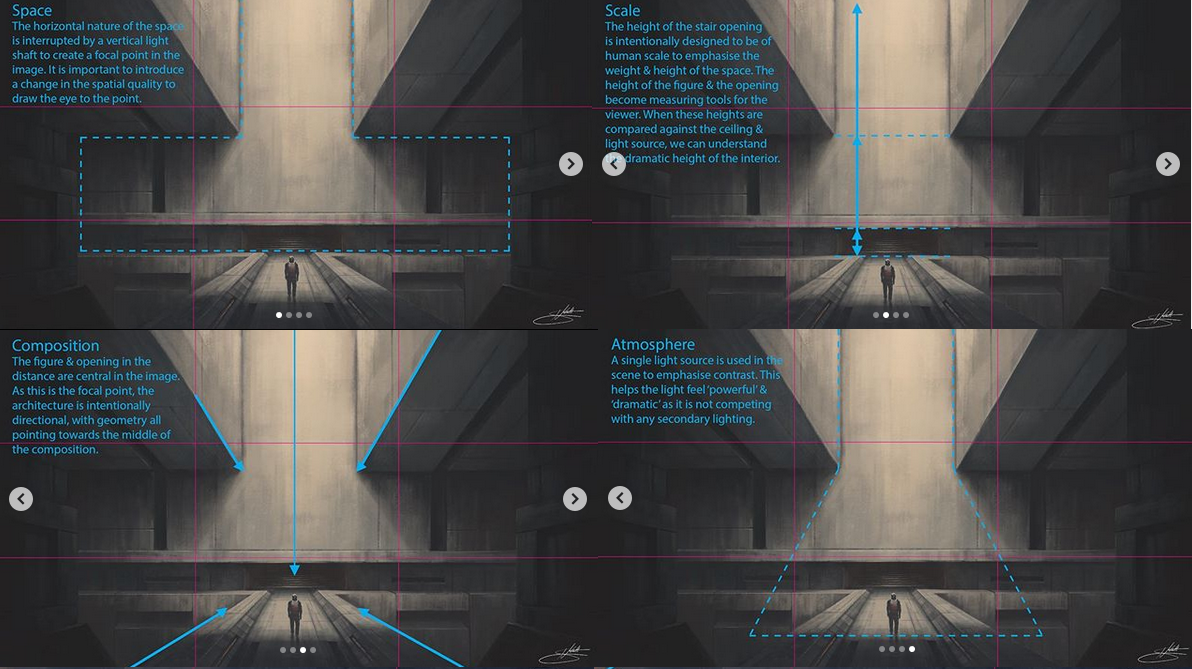 Space
The horizontal nature of the space
is interrupted by a vertical light
shaft to create a focal point in the
image. It is important to introduce
a change in the spatial quality to
draw the eye to the point.
Scale
The height of the stair opening
is intentionally designed to be of
human scale to emphasise the
weight & height of the space. The
height of the figure & the opening
become measuring tools for the
viewer. When these heights are
compared against the ceiling &
light source, we can understand
the dramatic height of the interior.
Composition
The figure & opening in the
distance are central in the image.
As this is the focal point, the
architecture is intentionally
directional, with geometry all
pointing towards the middle of
the composition.
Atmosphere
A single light source is used in the
scene to emphasise contrast. This
helps the light feel 'powerful' &
'dramatic' as it is not competing
with any secondary lighting.